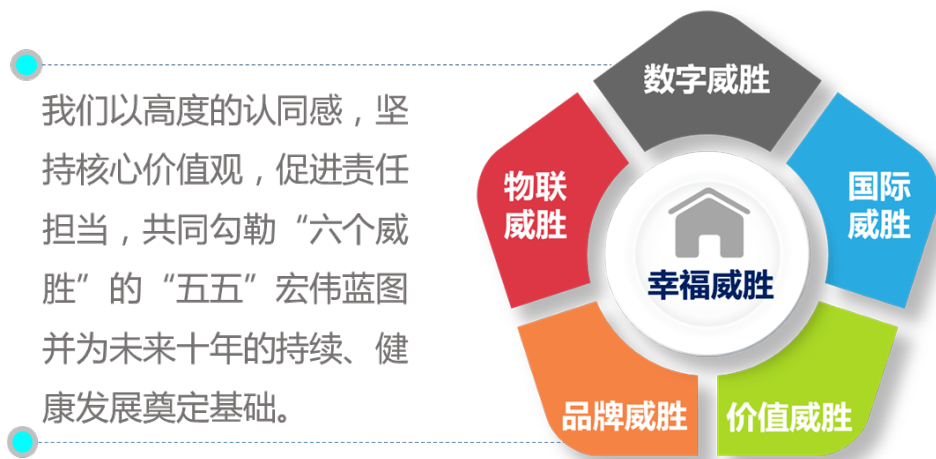 我们以高度的认同感，坚
持核心价值观，促进责任
担当，共同勾勒“六个威
胜”的“五五”宏伟蓝图
并为未来十年的持续、健
康发展奠定基础。
数字威胜
物联
威胜
国际
威胜
幸福威胜
品牌威胜
价值威胜